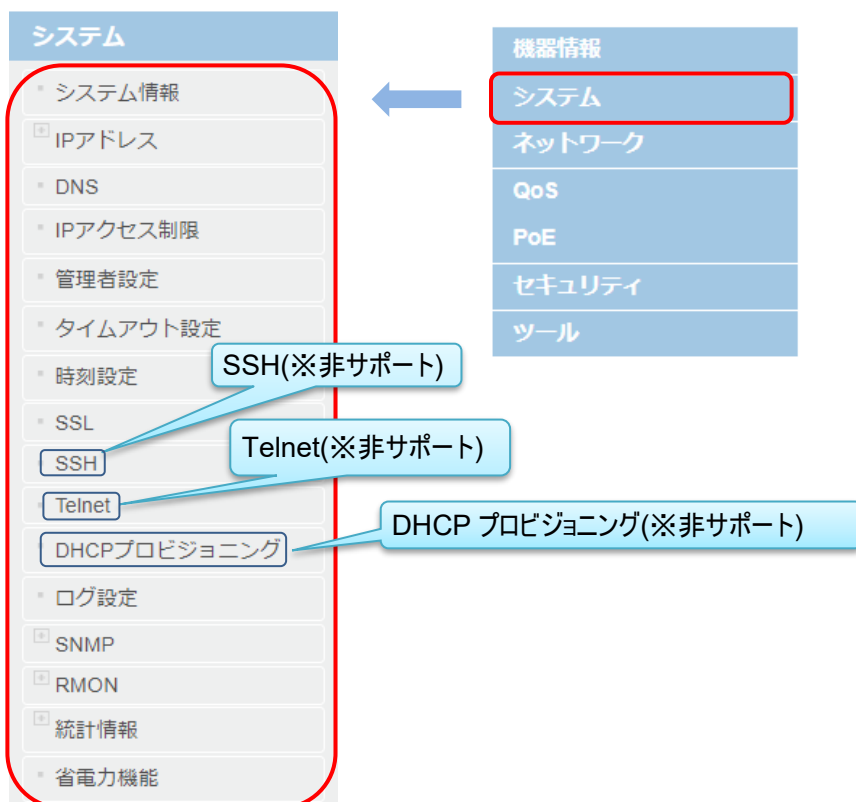 システム
システム情報
IPアドレス
DNS
IPアクセス制限
管理者設定
タイムアウト設定
時刻設定
SSL
SSH
Telnet
DHCPプロビジョニング
ログ設定
SNMP
RMON
統計情報
省電力機能
機器情報
システム
ネットワーク
QoS
PoE
セキュリティ
ツール
SSH(※非サポート)
Telnet(※非サポート)
DHCP プロビジョニング(※非サポート)